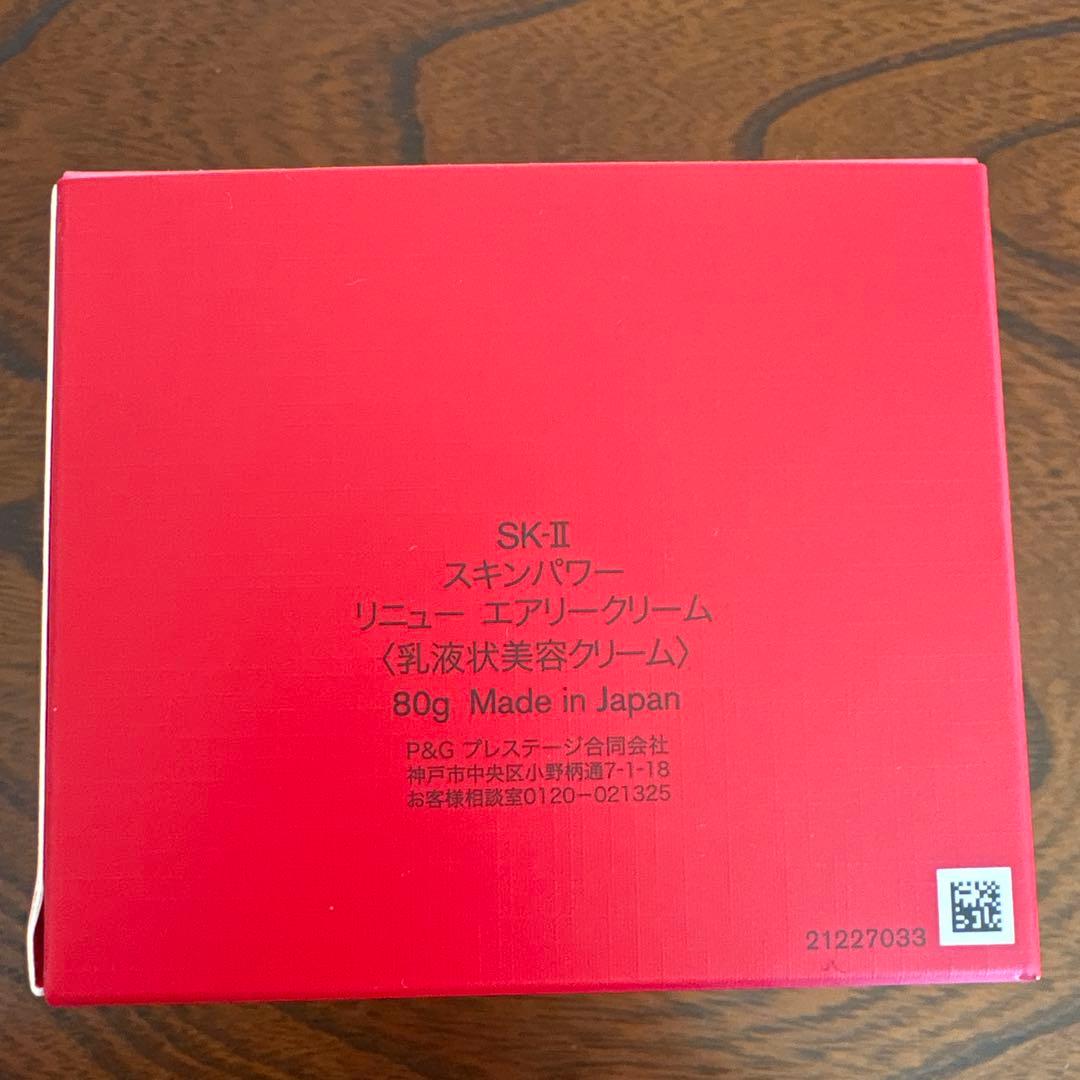 SK-Ⅱ
スキンパワー
リニュー エアリークリーム
〈乳液状美容クリーム〉
80g Made in Japan
P&G プレステージ合同会社
神戸市中央区小野柄通7-1-18
お客様相談室0120-021325
21227033